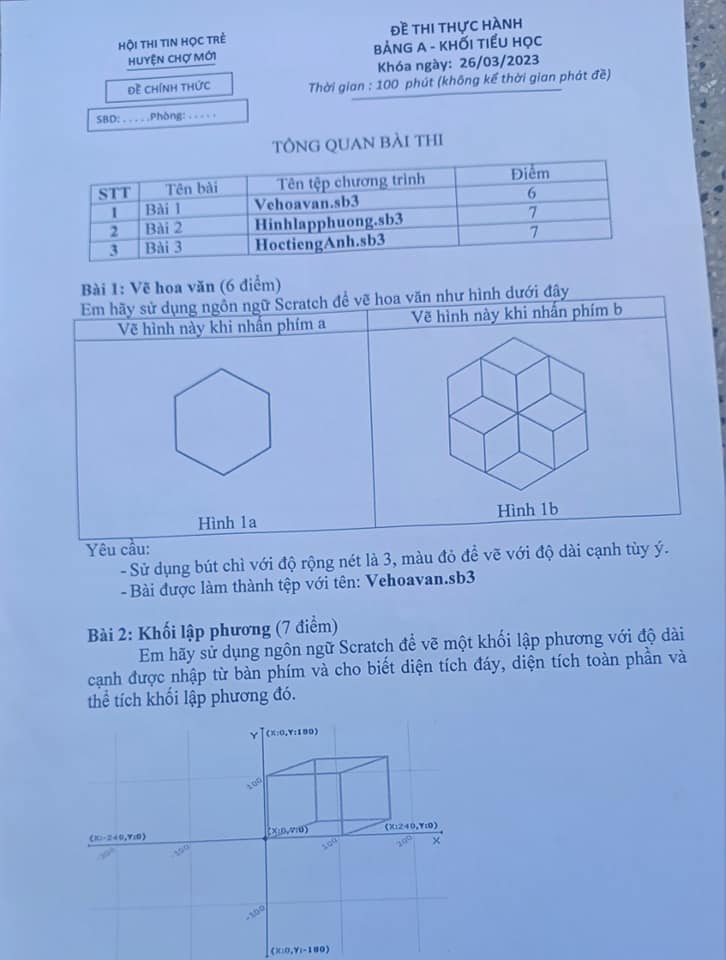 HỘI THI TIN HỌC TRẺ
HUYỆN CHỢ MỚI
ĐỀ CHÍNH THỨC
SBD: . . . . .Phòng: . . . . .
ĐỀ THI THỰC HÀNH
BẢNG A - KHỐI TIỂU HỌC
Khóa ngày: 26/03/2023
Thời gian : 100 phút (không kể thời gian phát đề)
TỔNG QUAN BÀI THI
STT Tên bài Tên tệp chương trình Điểm
1 Bài 1 Vehoavan.sb3 6
2 Bài 2 Hinhlapphuong.sb3 7
3 Bài 3 HoctiengAnh.sb3 7
Bài 1: Vẽ hoa văn (6 điểm)
Em hãy sử dụng ngôn ngữ Scratch để vẽ hoa văn như hình dưới đây
Vẽ hình này khi nhấn phím a Vẽ hình này khi nhấn phím b
Hình 1a Hình 1b
Yêu cầu:
- Sử dụng bút chì với độ rộng nét là 3, màu đỏ để vẽ với độ dài cạnh tùy ý.
- Bài được làm thành tệp với tên: Vehoavan.sb3
Bài 2: Khối lập phương (7 điểm)
Em hãy sử dụng ngôn ngữ Scratch để vẽ một khối lập phương với độ dài
cạnh được nhập từ bàn phím và cho biết diện tích đáy, diện tích toàn phần và
thể tích khối lập phương đó.
Y (X:0,Y:180)
100
(X:-240,Y:0) (X:0,Y:0) (X:240,Y:0)
-200 -100 100 200 X
-100
(X:0,Y:-180)